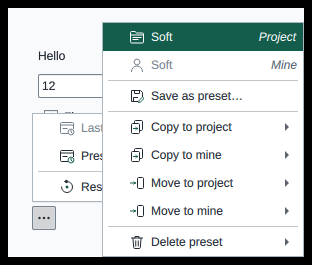 Hello
12
Soft Project
Soft Mine
Save as preset…
Copy to project
Copy to mine
Move to project
Move to mine
Delete preset
Last
Pres
Res
...